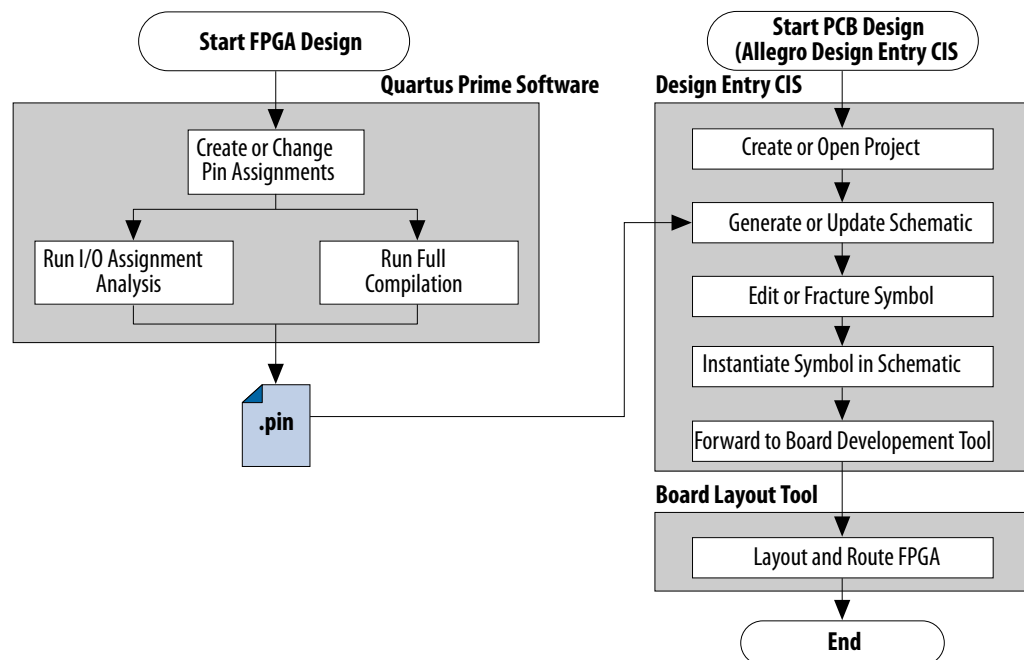 Start FPGA Design
Quartus Prime Software
Create or Change
Pin Assignments
Run I/O Assignment
Analysis
Run Full
Compilation
.pin
Start PCB Design
(Allegro Design Entry CIS
Design Entry CIS
Create or Open Project
Generate or Update Schematic
Edit or Fracture Symbol
Instantiate Symbol in Schematic
Forward to Board Developement Tool
Board Layout Tool
Layout and Route FPGA
End